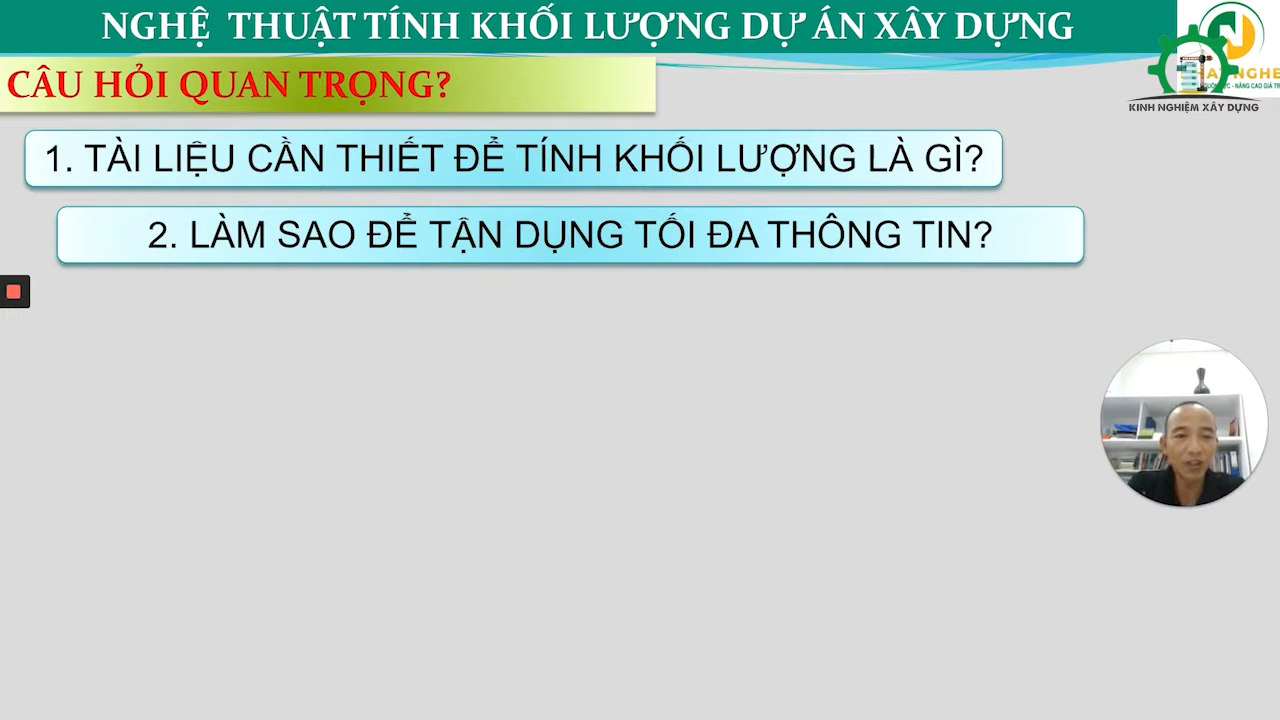 NGHỆ THUẬT TÍNH KHỐI LƯỢNG DỰ ÁN XÂY DỰNG
CÂU HỎI QUAN TRỌNG?
KINH NGHIỆM XÂY DỰNG
1. TÀI LIỆU CẦN THIẾT ĐỂ TÍNH KHỐI LƯỢNG LÀ GÌ?
2. LÀM SAO ĐỂ TẬN DỤNG TỐI ĐA THÔNG TIN?